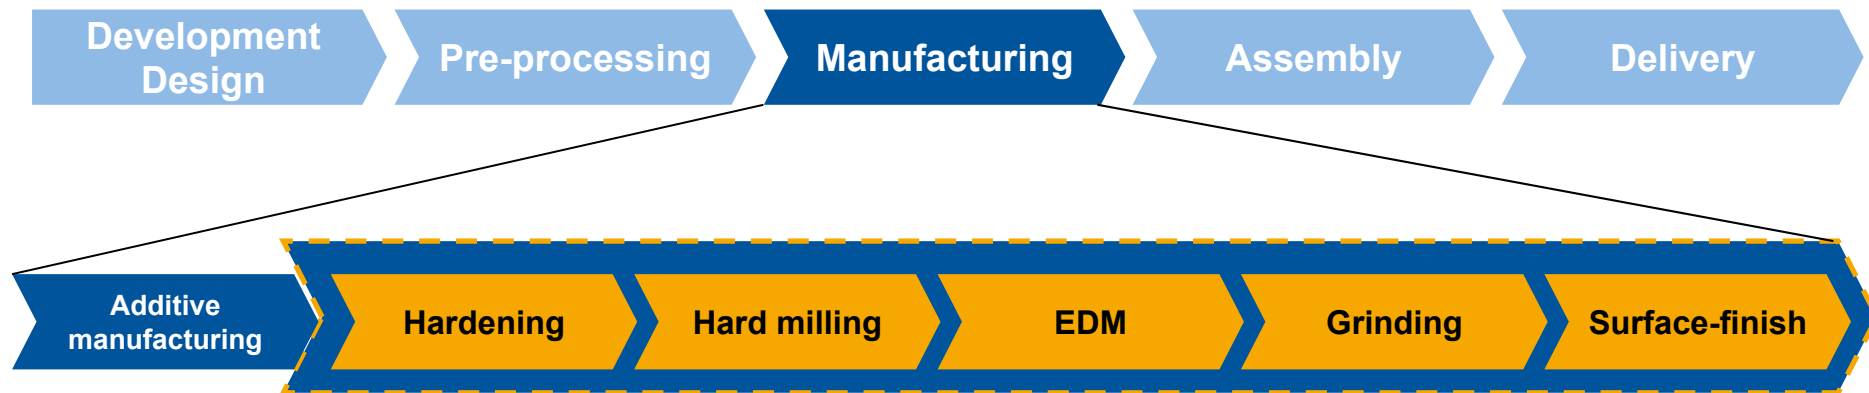 Development
Design
Pre-processing
Manufacturing
Assembly
Delivery
Additive
manufacturing
Hardening
Hard milling
EDM
Grinding
Surface-finish